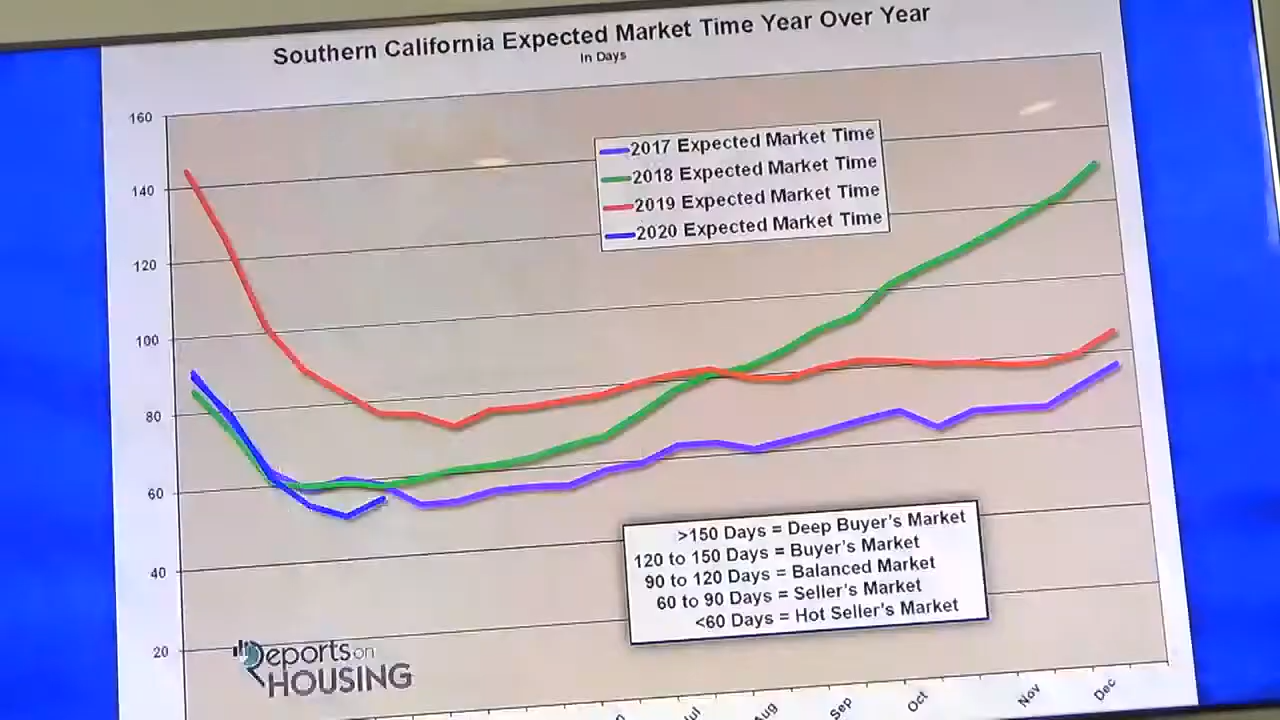 Southern California Expected Market Time Year Over Year
In Days
160
140
120
100
80
60
40
20
2017 Expected Market Time
2018 Expected Market Time
2019 Expected Market Time
2020 Expected Market Time
>150 Days = Deep Buyer's Market
120 to 150 Days = Buyer's Market
90 to 120 Days = Balanced Market
60 to 90 Days = Seller's Market
<60 Days = Hot Seller's Market
Reports on
HOUSING
Sep
Oct
Nov
Dec